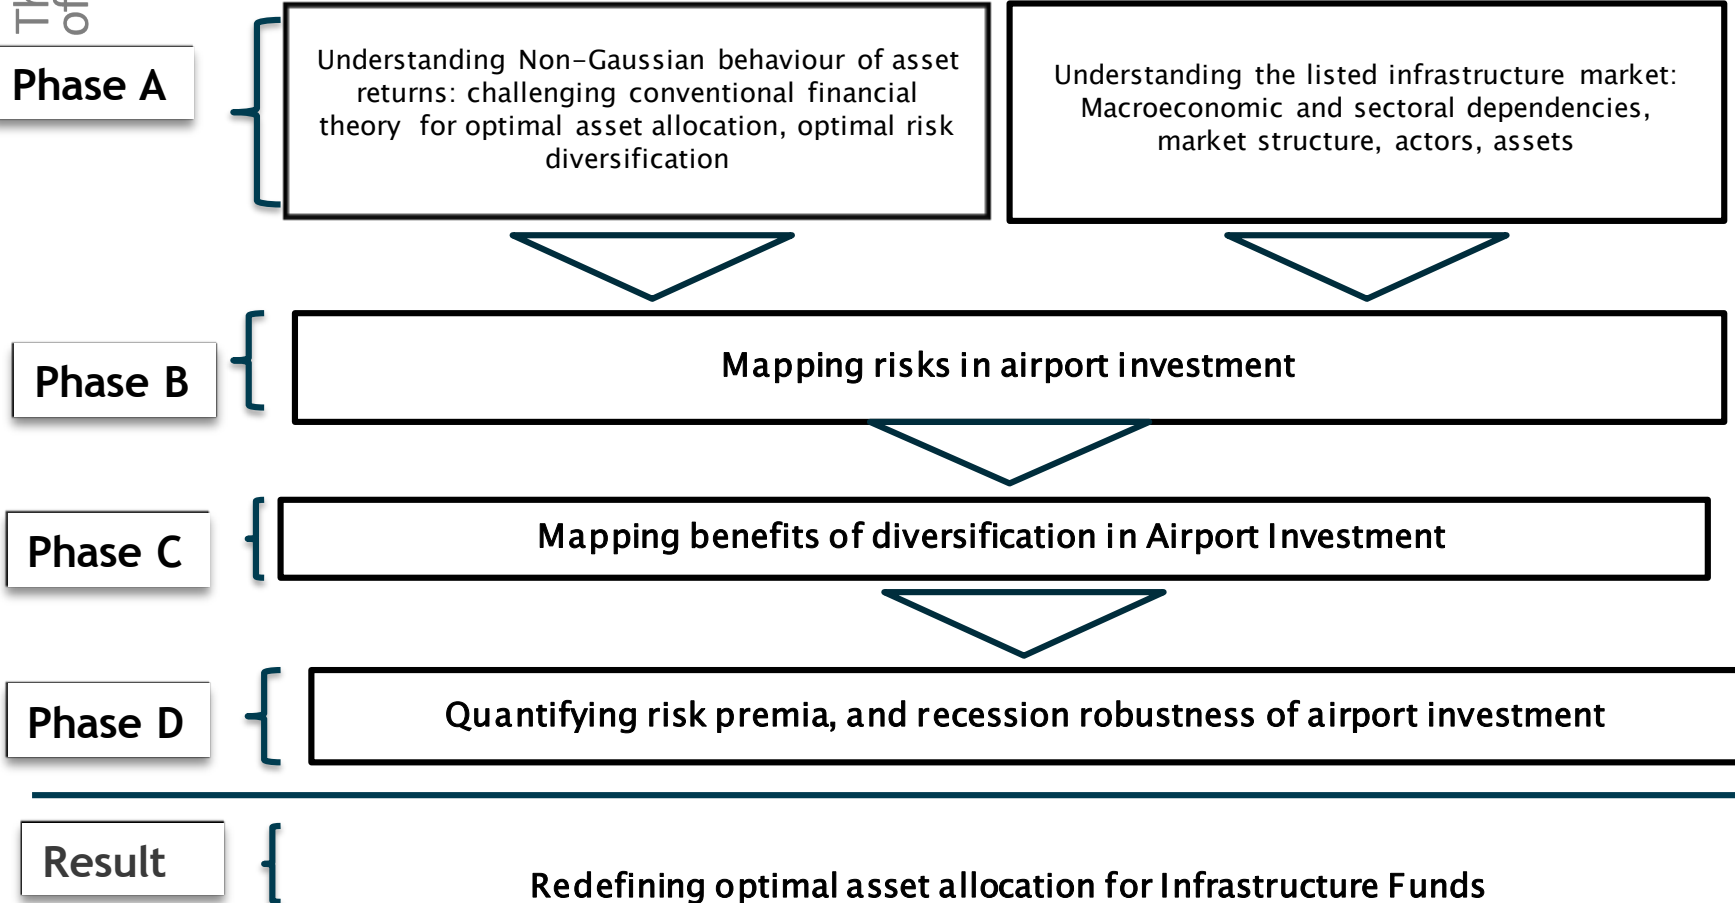 Th
of
Phase A
Understanding Non-Gaussian behaviour of asset
returns: challenging conventional financial
theory for optimal asset allocation, optimal risk
diversification
Understanding the listed infrastructure market:
Macroeconomic and sectoral dependencies,
market structure, actors, assets
Phase B
Mapping risks in airport investment
Phase C
Mapping benefits of diversification in Airport Investment
Phase D
Quantifying risk premia, and recession robustness of airport investment
Result
Redefining optimal asset allocation for Infrastructure Funds